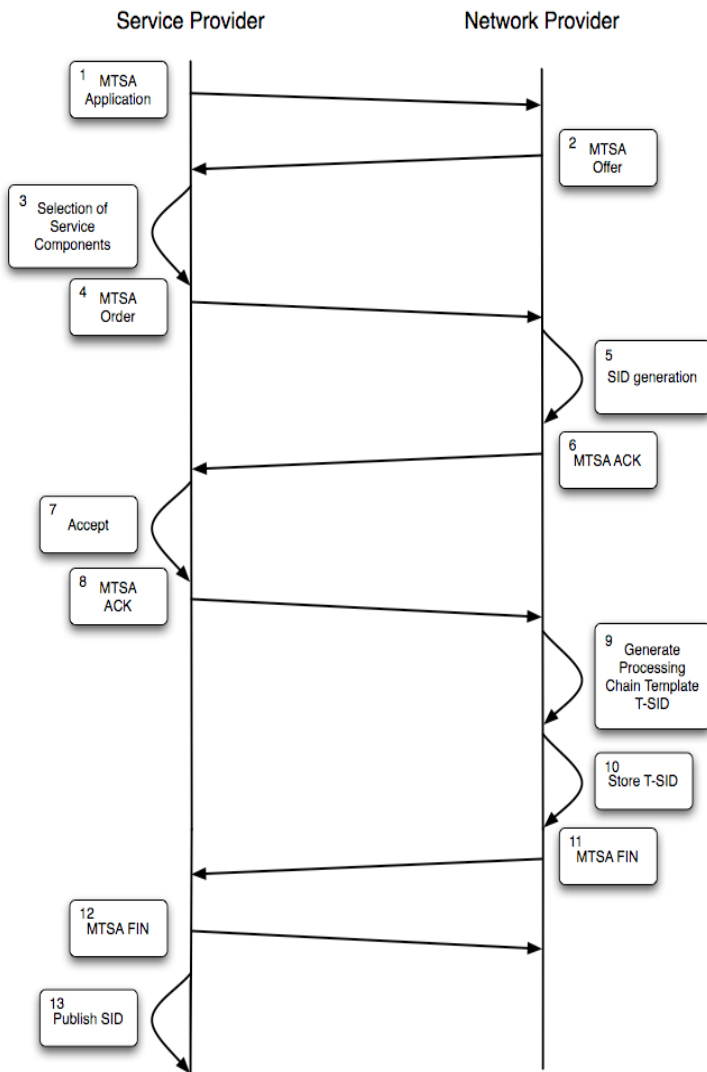 Service Provider
Network Provider
1 MTSA
Application
2 MTSA
Offer
3 Selection of
Service
Components
4 MTSA
Order
5
SID generation
6
MTSA ACK
7
Accept
8 MTSA
ACK
9 Generate
Processing
Chain Template
T-SID
10
Store T-SID
11
MTSA FIN
12
MTSA FIN
13
Publish SID